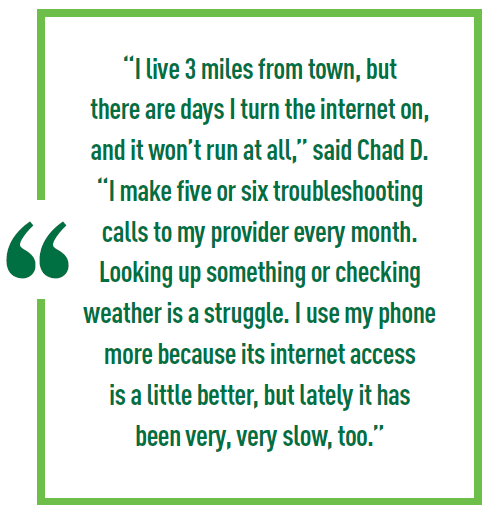 “I live 3 miles from town, but
there are days I turn the internet on,
and it won’t run at all,” said Chad D.
“I make five or six troubleshooting
calls to my provider every month.
Looking up something or checking
weather is a struggle. I use my phone
more because its internet access
is a little better, but lately it has
been very, very slow, too.”